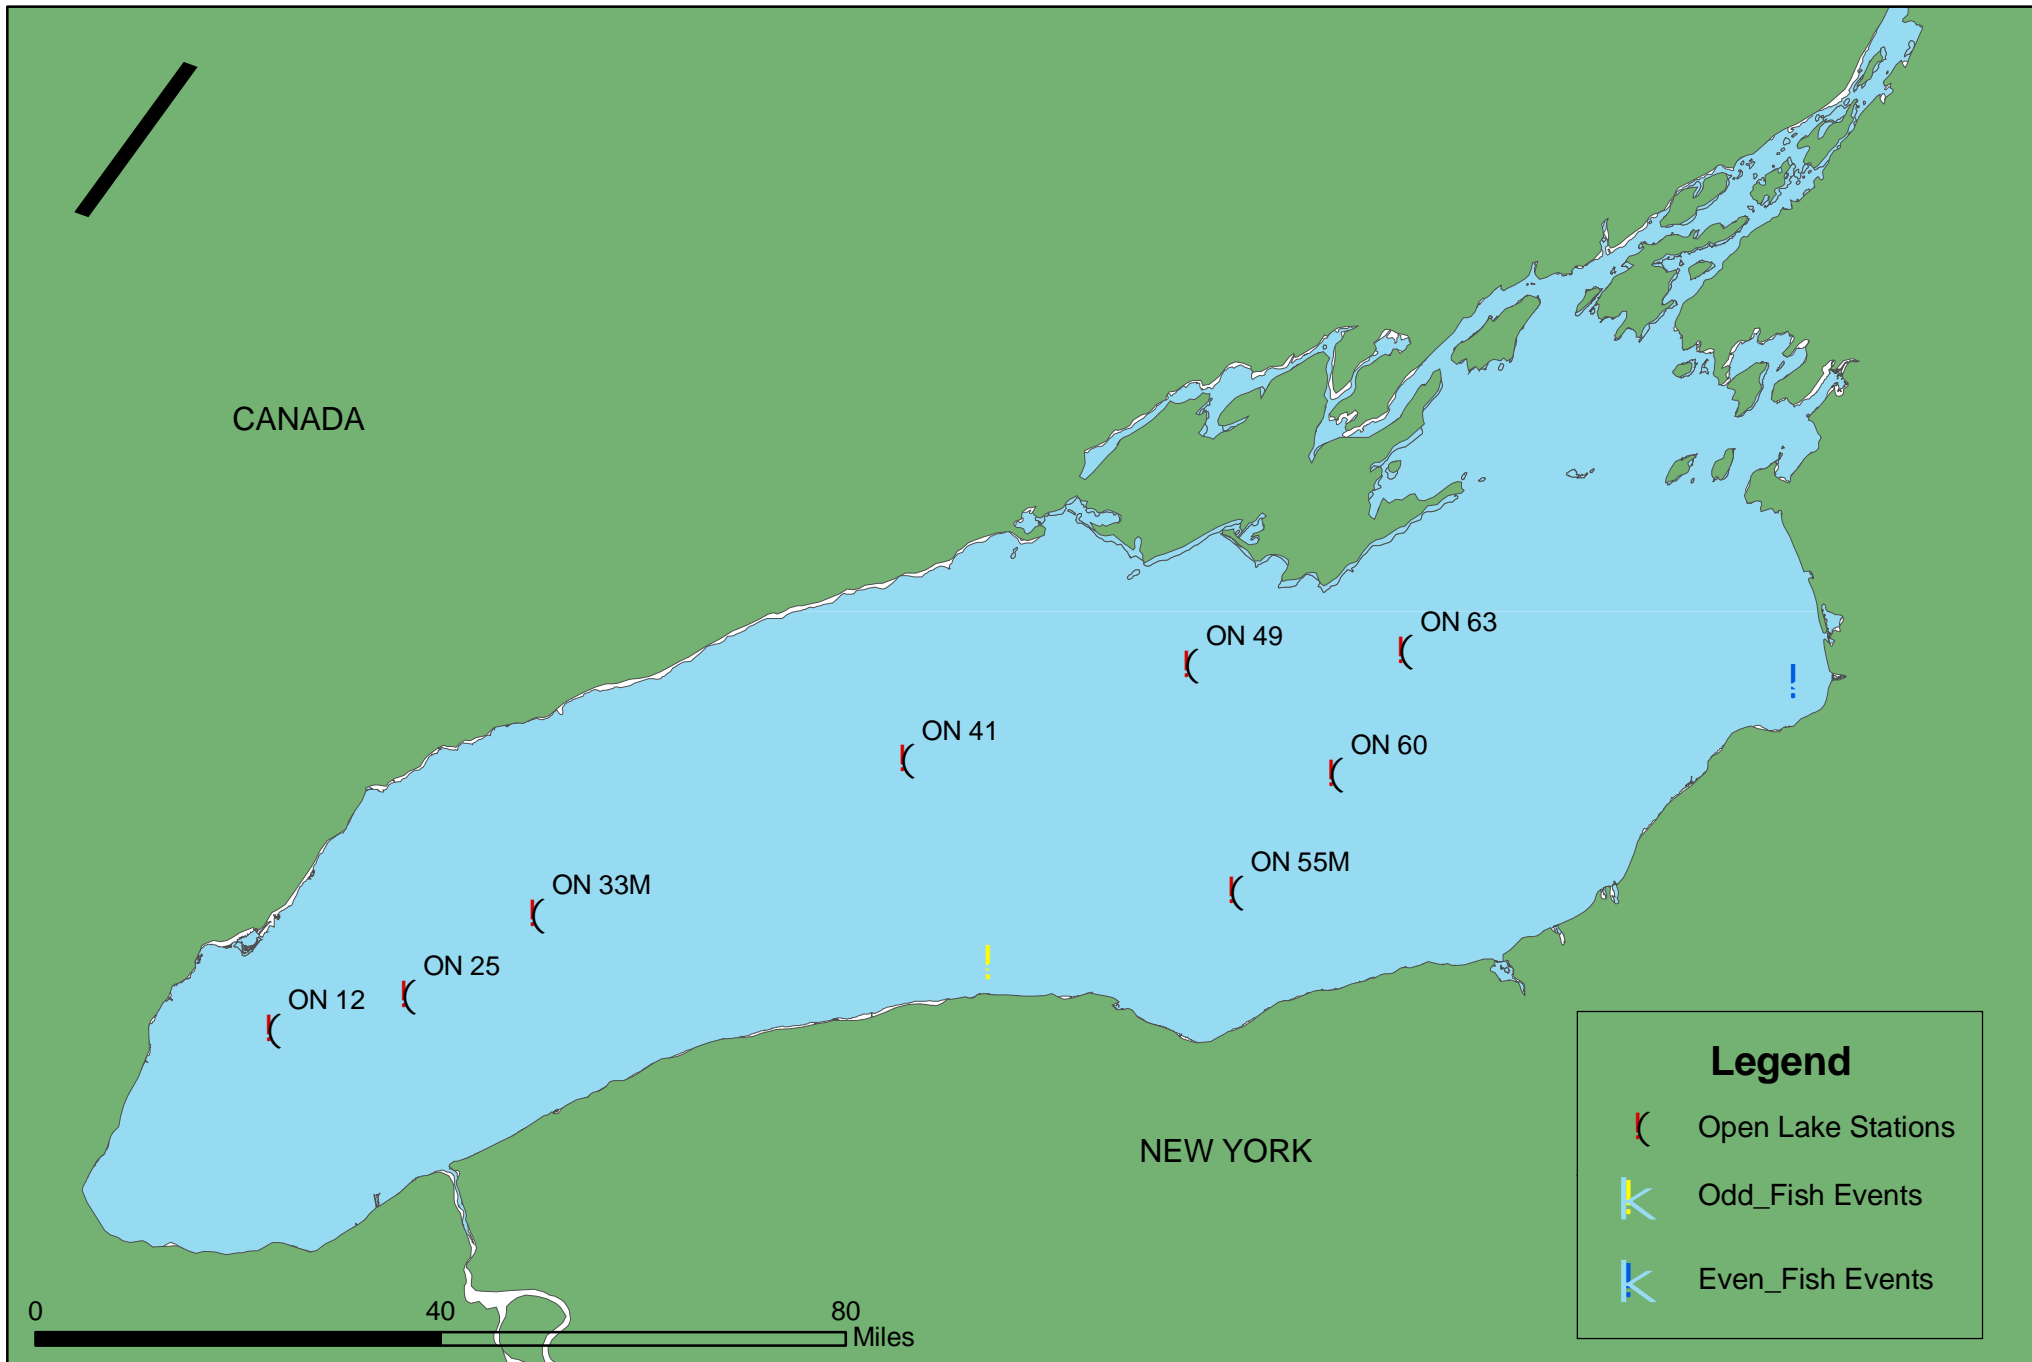 CANADA
ON 63
ON 49
ON 41
ON 60
ON 55M
ON 33M
ON 25
ON 12
NEW YORK
Legend
Open Lake Stations
Odd_Fish Events
Even_Fish Events
0 40 80
Miles